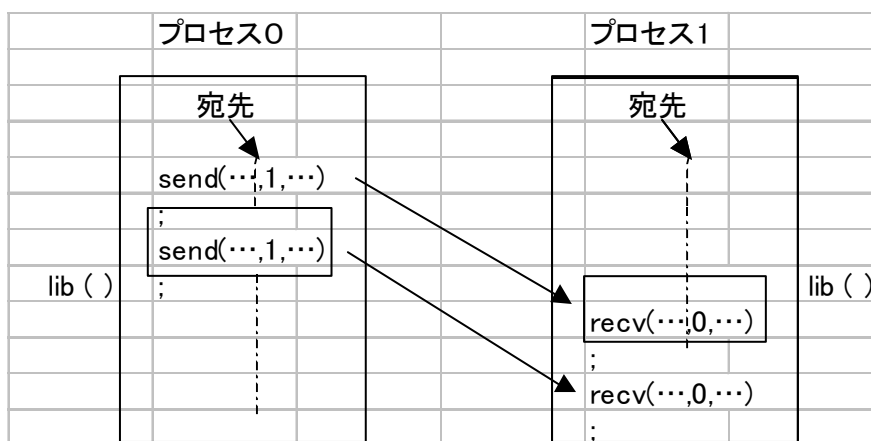 プロセス0
プロセス1
宛先
宛先
send(…,1,…)
;
send(…,1,…)
lib ( )
;
lib ( )
recv(…,0,…)
;
recv(…,0,…)
;